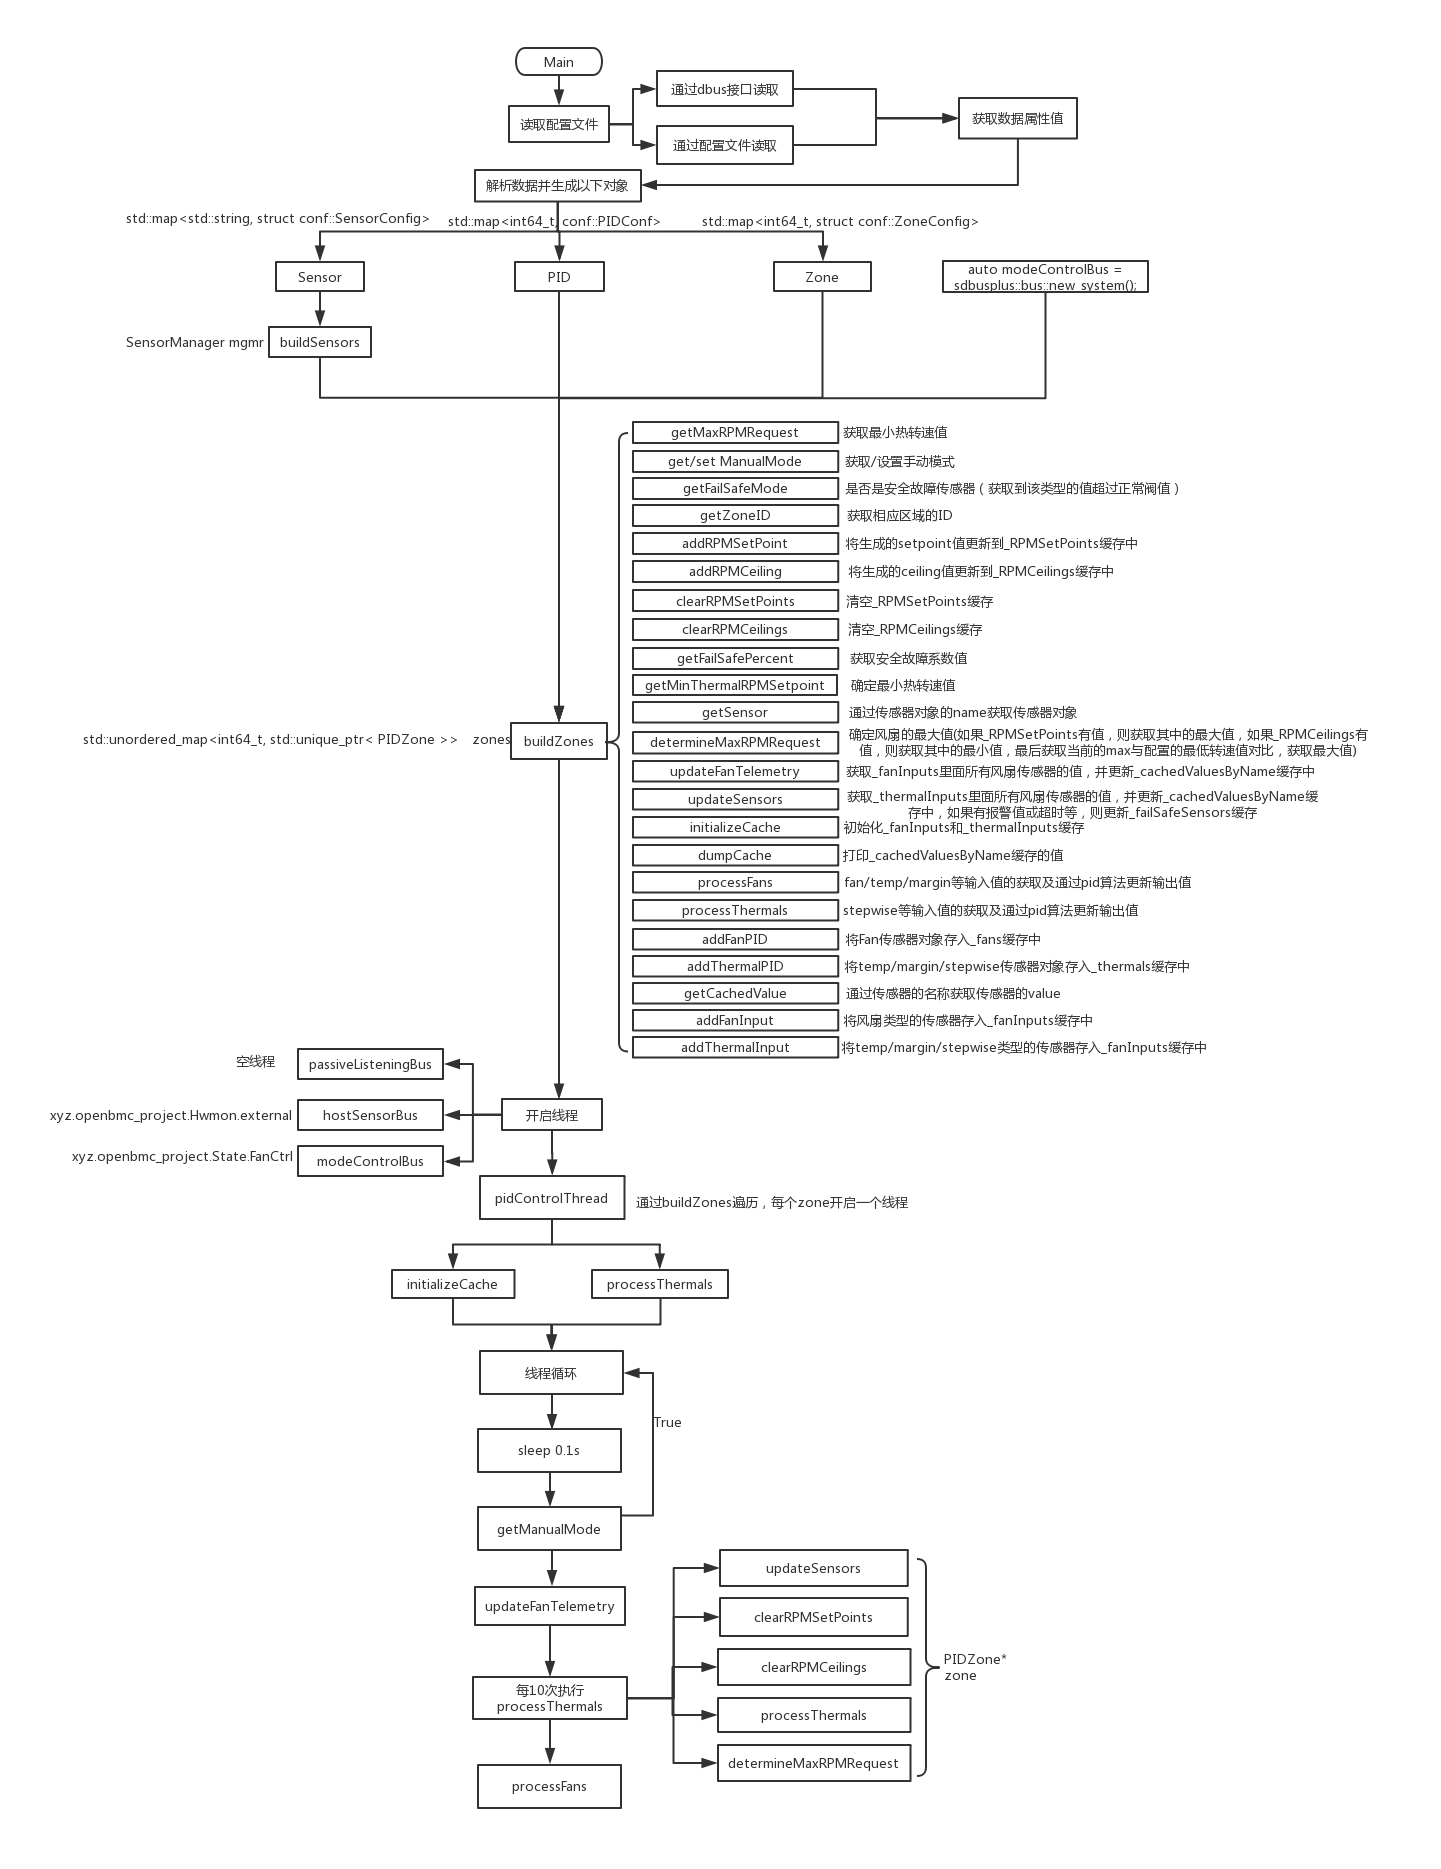 Main
读取配置文件
通过dbus接口读取
通过配置文件读取
获取数据属性值
解析数据并生成以下对象
std::map<std::string, struct conf::SensorConfig>
std::map<int64_t, conf::PIDConf>
std::map<int64_t, struct conf::ZoneConfig>
Sensor
PID
Zone
auto modeControlBus =
sdbusplus::bus::new_system();
SensorManager mgmr
buildSensors
getMaxRPMRequest
获取最小热转速值
get/set ManualMode
获取/设置手动模式
getFailSafeMode
是否是安全故障传感器（获取到该类型的值超过正常阀值）
getZoneID
获取相应区域的ID
addRPMSetPoint
将生成的setpoint值更新到_RPMSetPoints缓存中
addRPMCeiling
将生成的ceiling值更新到_RPMCeilings缓存中
clearRPMSetPoints
清空_RPMSetPoints缓存
clearRPMCeilings
清空_RPMCeilings缓存
getFailSafePercent
获取安全故障系数值
getMinThermalRPMSetpoint
确定最小热转速值
getSensor
通过传感器对象的name获取传感器对象
std::unordered_map<int64_t, std::unique_ptr< PIDZone >> zones
buildZones
determineMaxRPMRequest
确定风扇的最大值(如果_RPMSetPoints有值，则获取其中的最大值，如果_RPMCeilings有
值，则获取其中的最小值，最后获取当前的max与配置的最低转速值对比，获取最大值)
updateFanTelemetry
获取_fanInputs里面所有风扇传感器的值，并更新_cachedValuesByName缓存中
updateSensors
获取_thermalInputs里面所有风扇传感器的值，并更新_cachedValuesByName缓
存中，如果有报警值或超时等，则更新_failSafeSensors缓存
initializeCache
初始化_fanInputs和_thermalInputs缓存
dumpCache
打印_cachedValuesByName缓存的值
processFans
fan/temp/margin等输入值的获取及通过pid算法更新输出值
processThermals
stepwise等输入值的获取及通过pid算法更新输出值
addFanPID
将Fan传感器对象存入_fans缓存中
addThermalPID
将temp/margin/stepwise传感器对象存入_thermals缓存中
getCachedValue
通过传感器的名称获取传感器的value
addFanInput
将风扇类型的传感器存入_fanInputs缓存中
addThermalInput
将temp/margin/stepwise类型的传感器存入_fanInputs缓存中
空线程
passiveListeningBus
xyz.openbmc_project.Hwmon.external
hostSensorBus
开启线程
xyz.openbmc_project.State.FanCtrl
modeControlBus
pidControlThread
通过buildZones遍历，每个zone开启一个线程
initializeCache
processThermals
线程循环
True
sleep 0.1s
getManualMode
updateFanTelemetry
每10次执行
processThermals
processFans
updateSensors
clearRPMSetPoints
clearRPMCeilings
processThermals
determineMaxRPMRequest
PIDZone*
zone